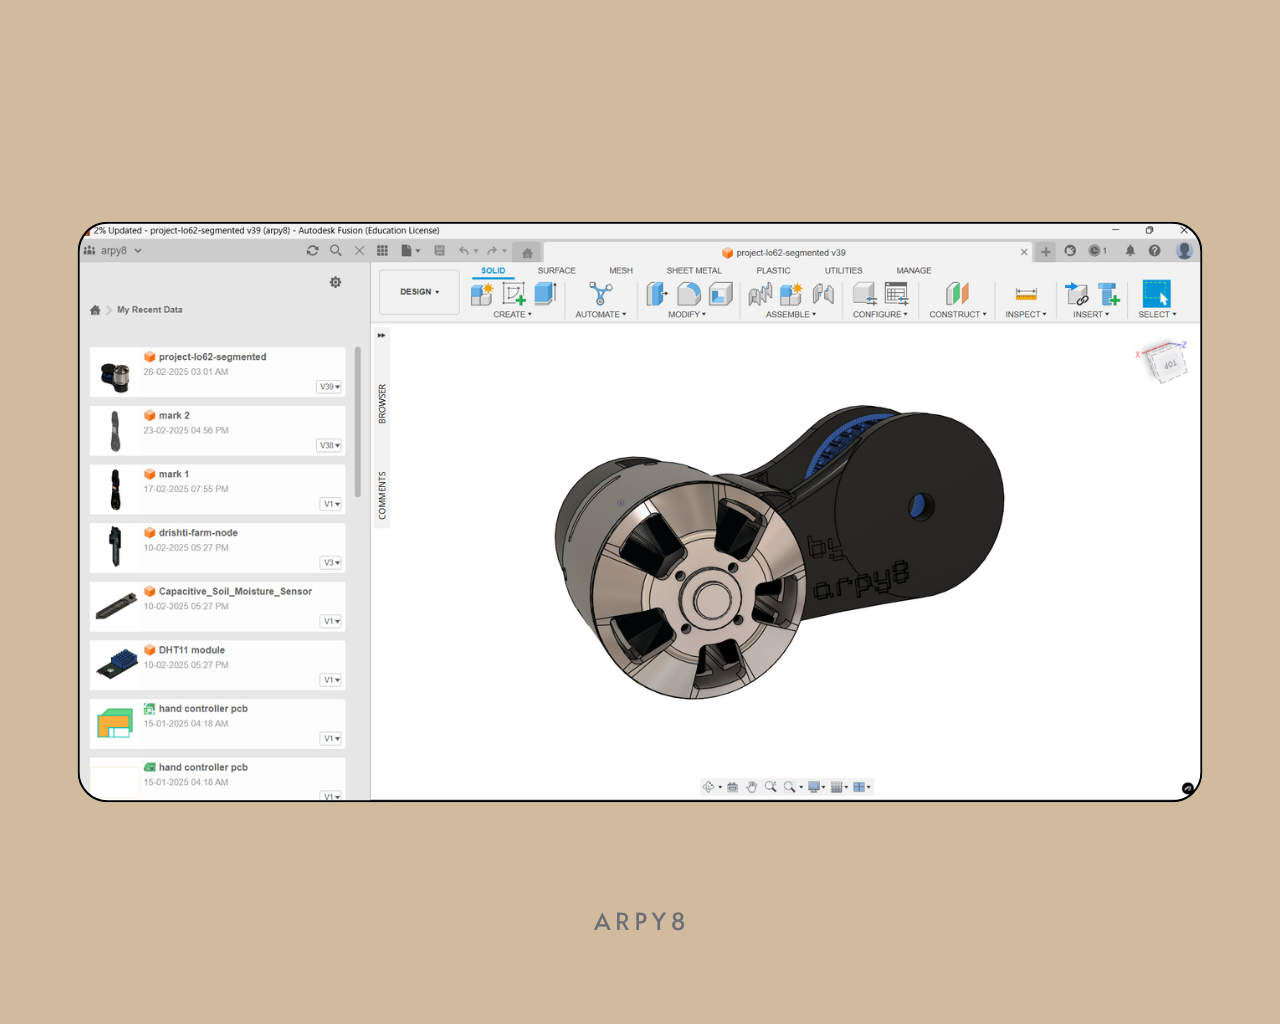 2% Updated - project-lo62-segmented v39 (arpy8) - Autodesk Fusion (Education License)
arpy8
project-lo62-segmented v39
1
My Recent Data
DESIGN
SOLID
SURFACE
MESH
SHEET METAL
PLASTIC
UTILITIES
MANAGE
CREATE
AUTOMATE
MODIFY
ASSEMBLE
CONFIGURE
CONSTRUCT
INSPECT
INSERT
SELECT
project-lo62-segmented
26-02-2025 03:01 AM
V39
mark 2
23-02-2025 04:56 PM
V38
mark 1
17-02-2025 07:55 PM
V1
drishti-farm-node
10-02-2025 05:27 PM
V3
Capacitive_Soil_Moisture_Sensor
10-02-2025 05:27 PM
V1
DHT11 module
10-02-2025 05:27 PM
V1
hand controller pcb
15-01-2025 04:18 AM
V1
hand controller pcb
15-01-2025 04:18 AM
V1
BROWSER
COMMENTS
X
Z
TOP
by
arpy8
ARPY8